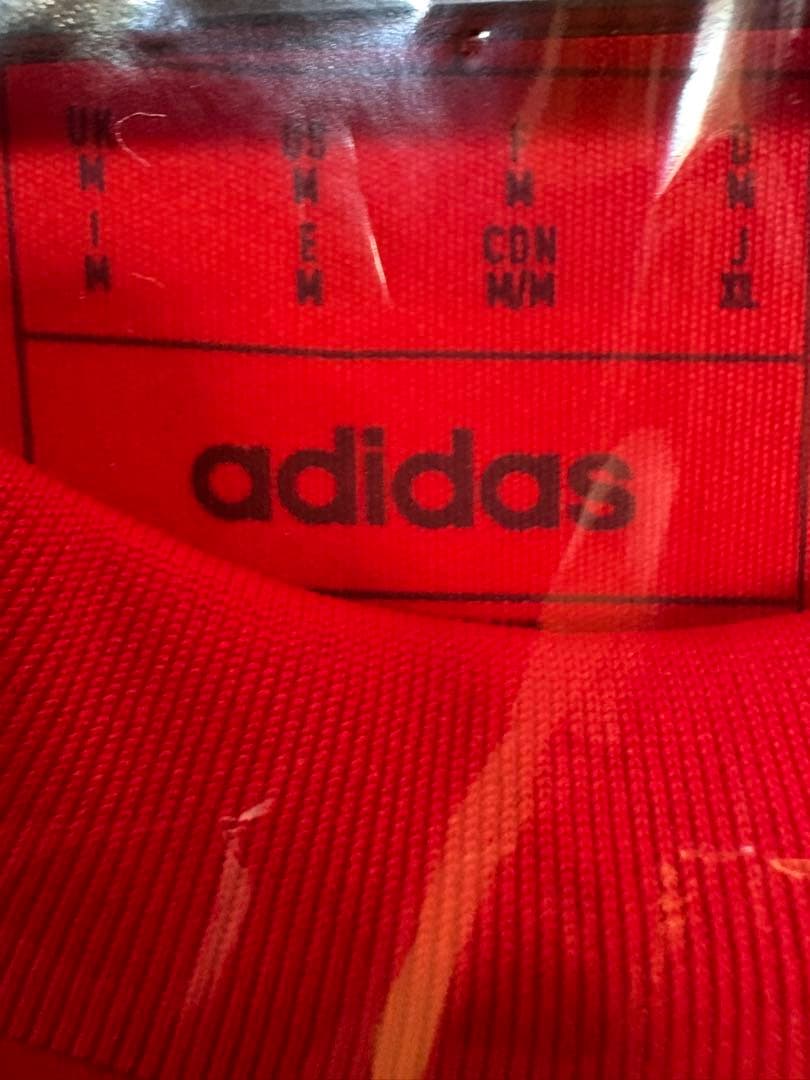 UK US F D
M M M M
I E CDN J
M M M/M XL
adidas